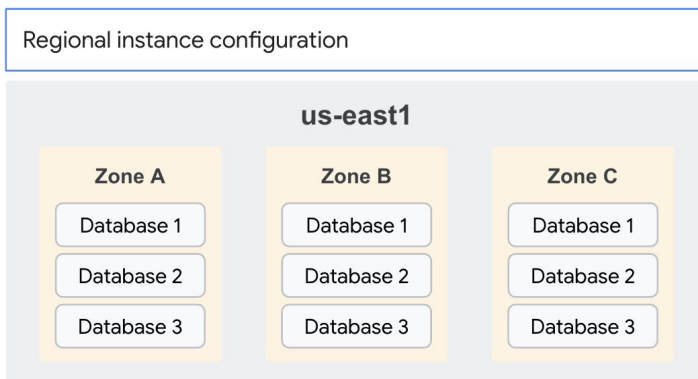 Regional instance configuration
us-east1
Zone A
Database 1
Database 2
Database 3
Zone B
Database 1
Database 2
Database 3
Zone C
Database 1
Database 2
Database 3